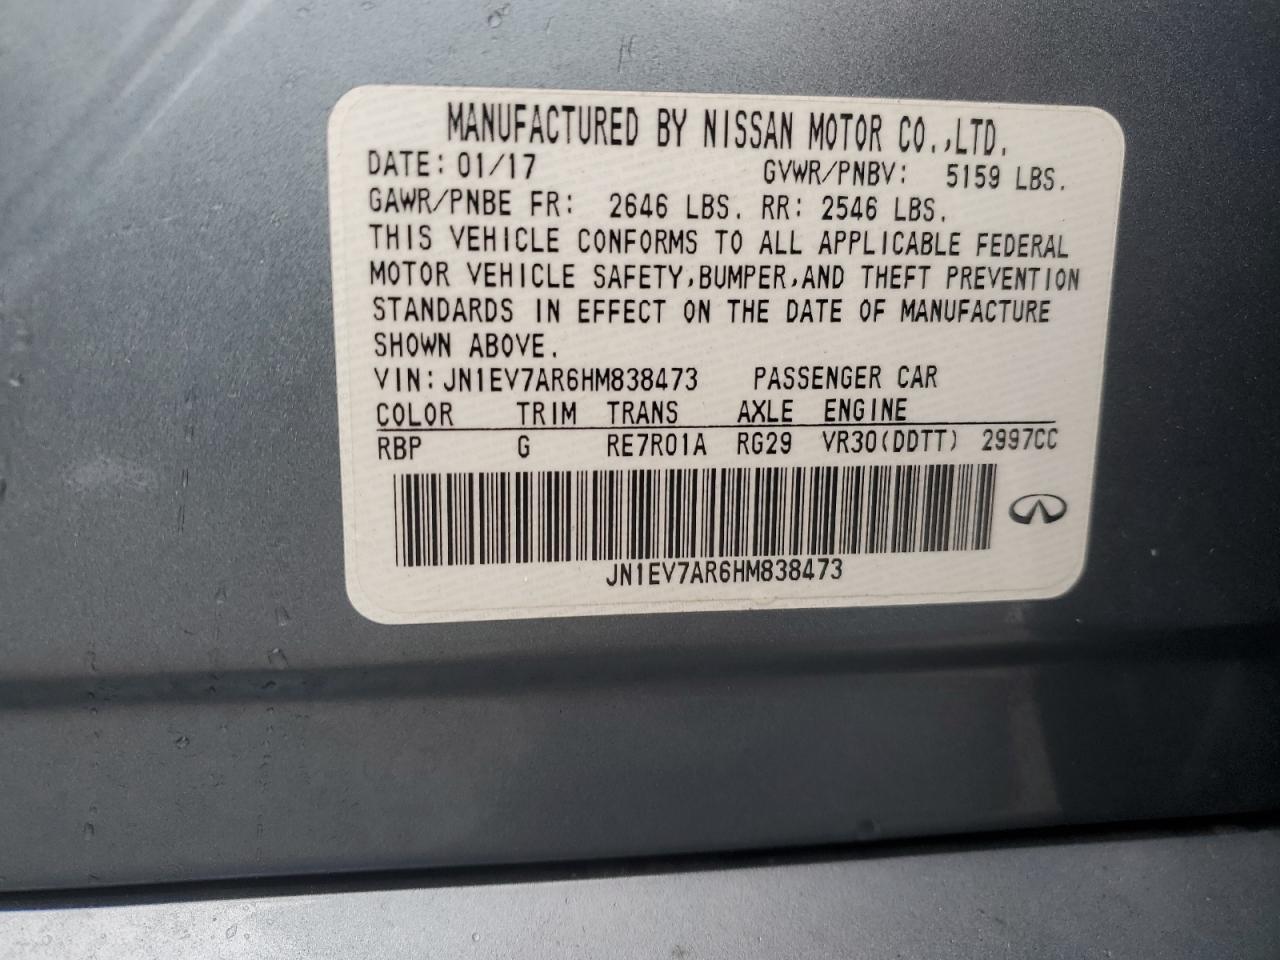 MANUFACTURED BY NISSAN MOTOR CO.,LTD.
DATE: 01/17 GVWR/PNBV: 5159 LBS.
GAWR/PNBE FR: 2646 LBS. RR: 2546 LBS.
THIS VEHICLE CONFORMS TO ALL APPLICABLE FEDERAL
MOTOR VEHICLE SAFETY,BUMPER,AND THEFT PREVENTION
STANDARDS IN EFFECT ON THE DATE OF MANUFACTURE
SHOWN ABOVE.
VIN: JN1EV7AR6HM838473 PASSENGER CAR
COLOR TRIM TRANS AXLE ENGINE
RBP G RE7R01A RG29 VR30(DDTT) 2997CC
JN1EV7AR6HM838473